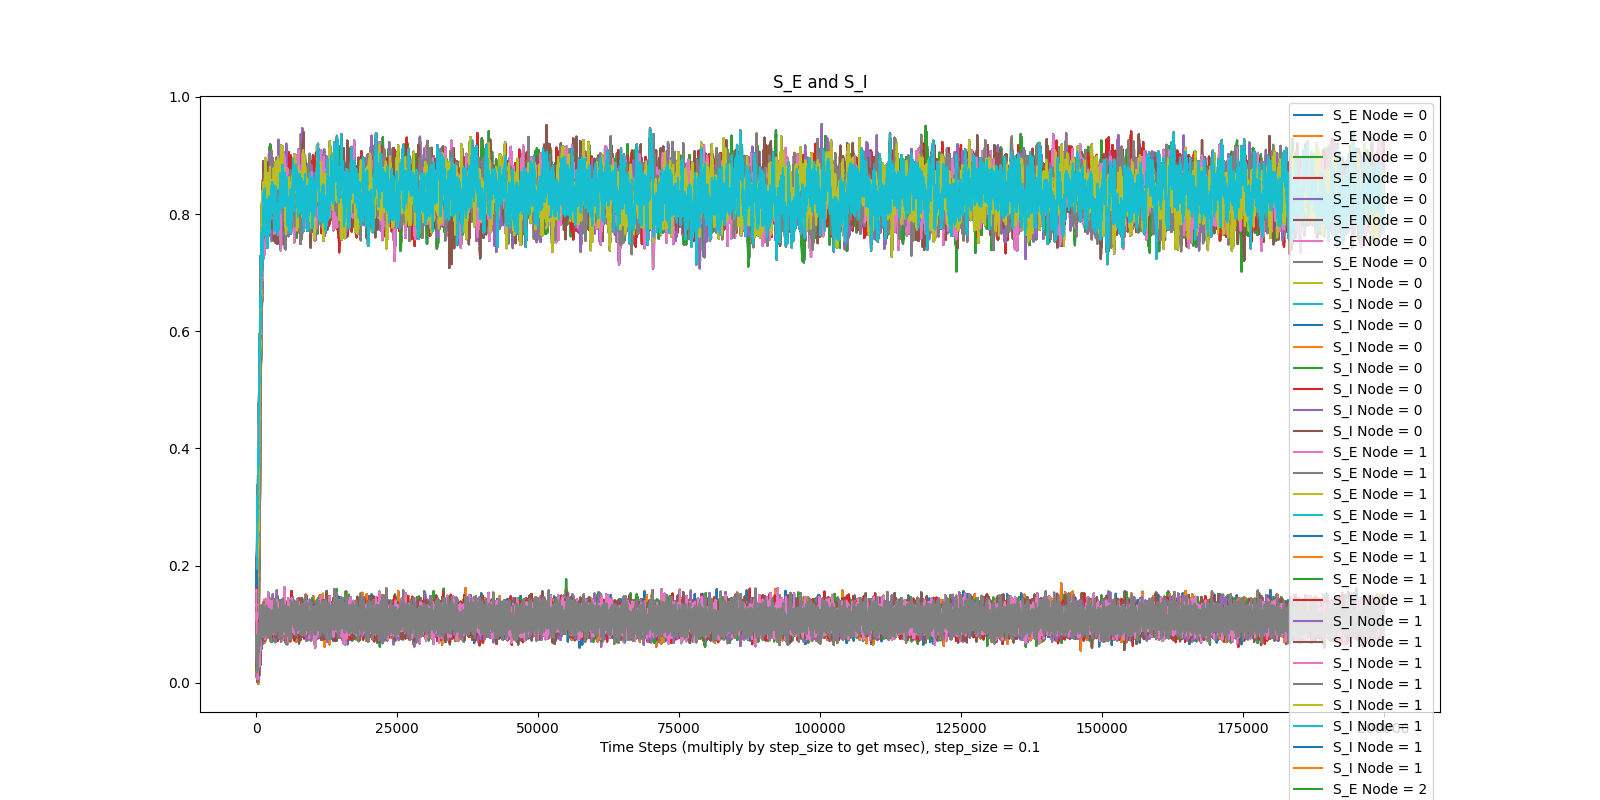 S_E and S_I
1.0
0.8
0.6
0.4
0.2
0.0
0
25000
50000
75000
100000
125000
150000
175000
Time Steps (multiply by step_size to get msec), step_size = 0.1
S_E Node = 0
S_E Node = 0
S_E Node = 0
S_E Node = 0
S_E Node = 0
S_E Node = 0
S_E Node = 0
S_E Node = 0
S_I Node = 0
S_I Node = 0
S_I Node = 0
S_I Node = 0
S_I Node = 0
S_I Node = 0
S_I Node = 0
S_I Node = 0
S_E Node = 1
S_E Node = 1
S_E Node = 1
S_E Node = 1
S_E Node = 1
S_E Node = 1
S_E Node = 1
S_E Node = 1
S_I Node = 1
S_I Node = 1
S_I Node = 1
S_I Node = 1
S_I Node = 1
S_I Node = 1
S_I Node = 1
S_I Node = 1
S_E Node = 2